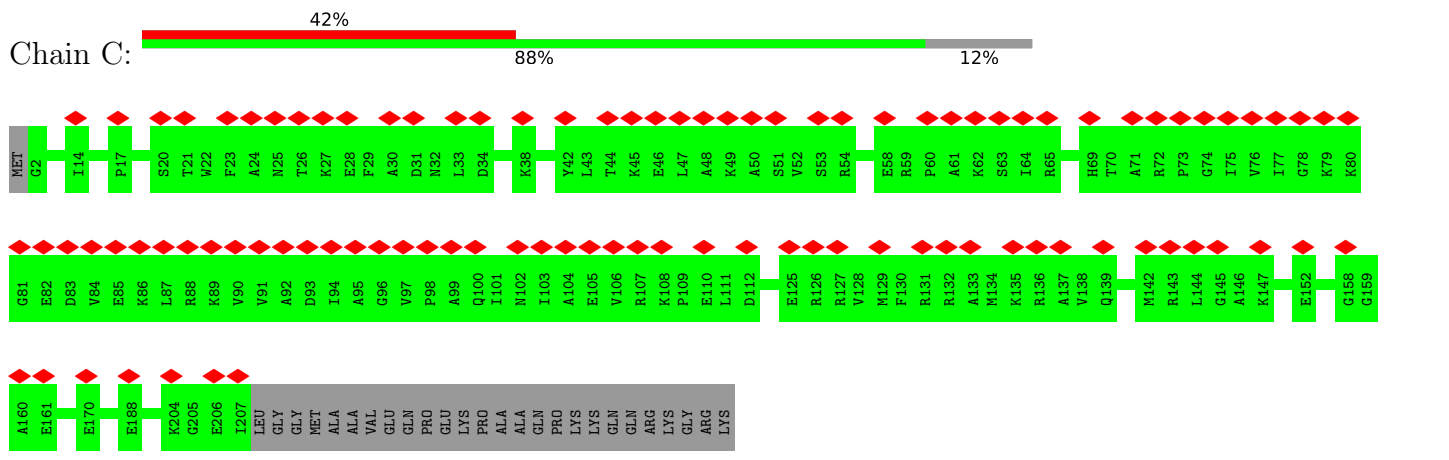 42%
Chain C:
88% 12%
MET G2 I14 P17 S20 T21 W22 F23 A24 N25 T26 K27 E28 F29 A30 D31 N32 L33 D34 K38 Y42 L43 T44 K45 E46 L47 A48 K49 A50 S51 V52 S53 R54 E58 R59 P60 A61 K62 S63 I64 R65 H69 T70 A71 R72 P73 G74 I75 V76 I77 G78 K79 K80
G81 E82 D83 V84 E85 K86 L87 R88 K89 V90 V91 A92 D93 I94 A95 G96 V97 P98 A99 Q100 I101 N102 I103 A104 E105 V106 R107 K108 P109 E110 L111 D112 E125 R126 R127 V128 M129 F130 R131 R132 A133 M134 K135 R136 A137 V138 Q139 M142 R143 L144 G145 A146 K147 E152 G158 G159
A160 E161 E170 E188 K204 G205 E206 I207 LEU GLY GLY MET ALA ALA VAL GLU GLN PRO GLU LYS PRO ALA ALA GLN PRO LYS LYS GLN GLN ARG LYS GLY ARG LYS